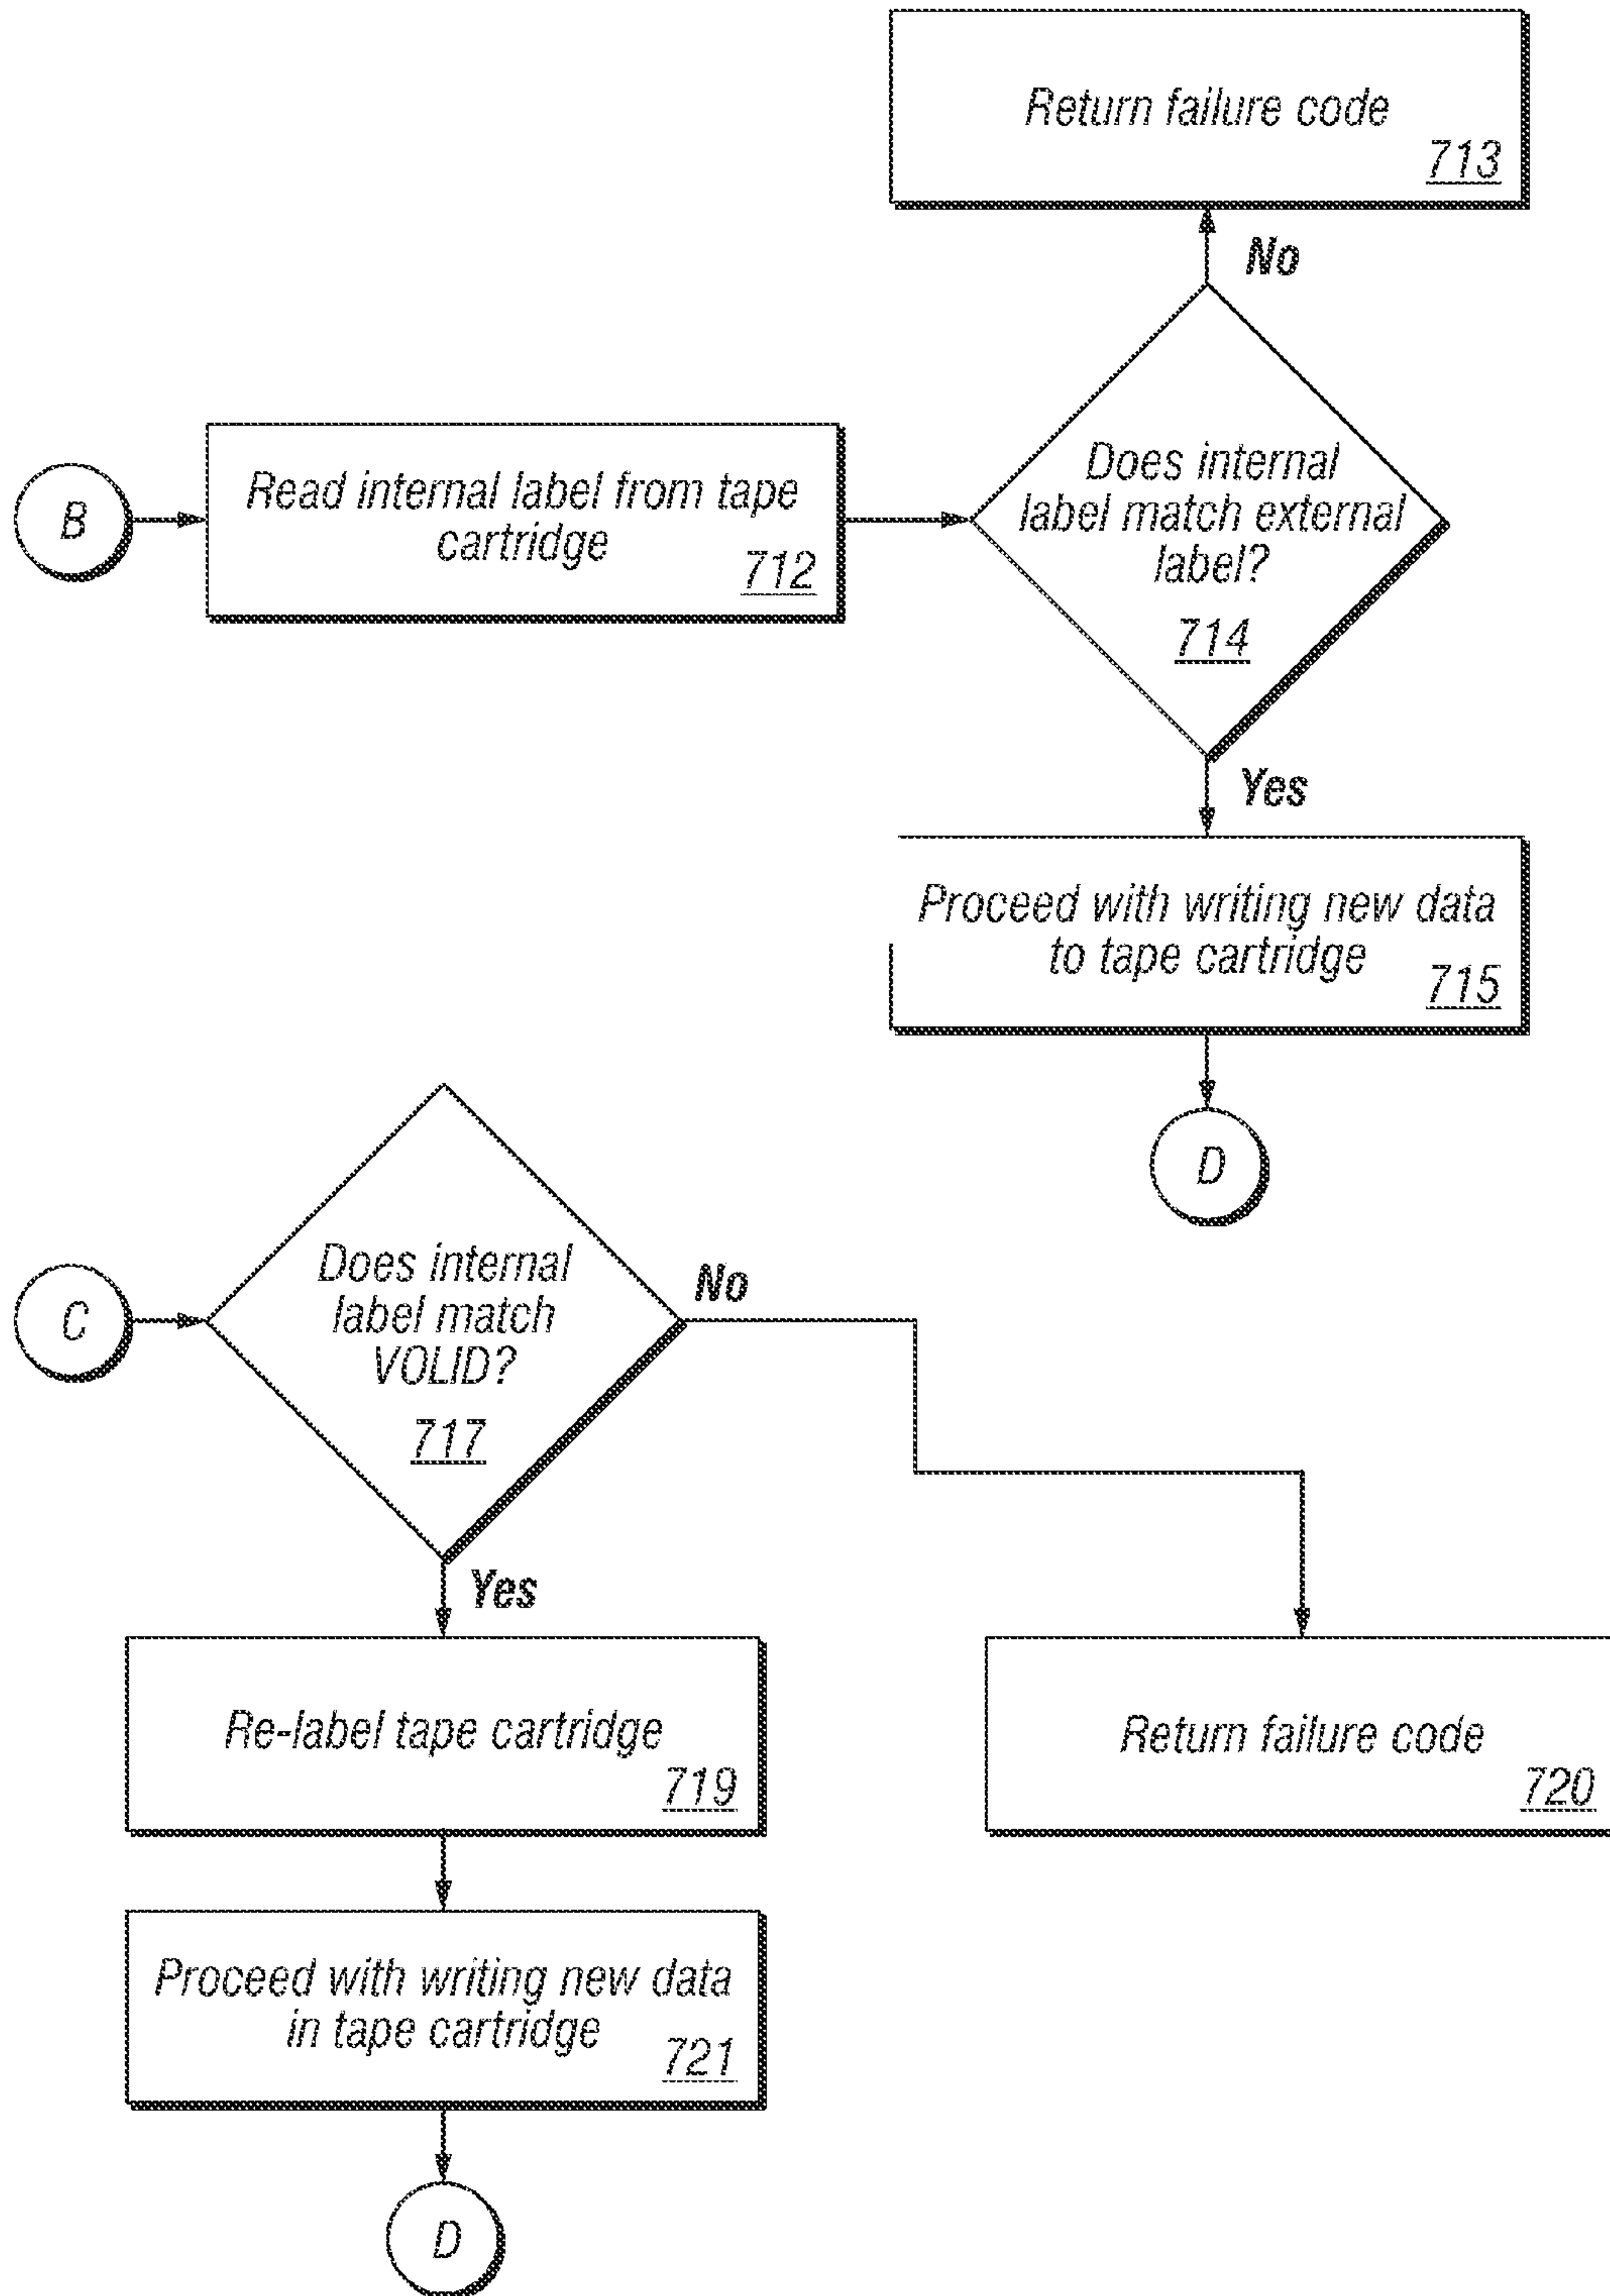 Return failure code
713
No
B
Read internal label from tape
cartridge
712
Does internal
label match external
label?
714
Yes
Proceed with writing new data
to tape cartridge
715
D
C
Does internal
label match
VOLID?
717
No
Yes
Re-label tape cartridge
719
Return failure code
720
Proceed with writing new data
in tape cartridge
721
D